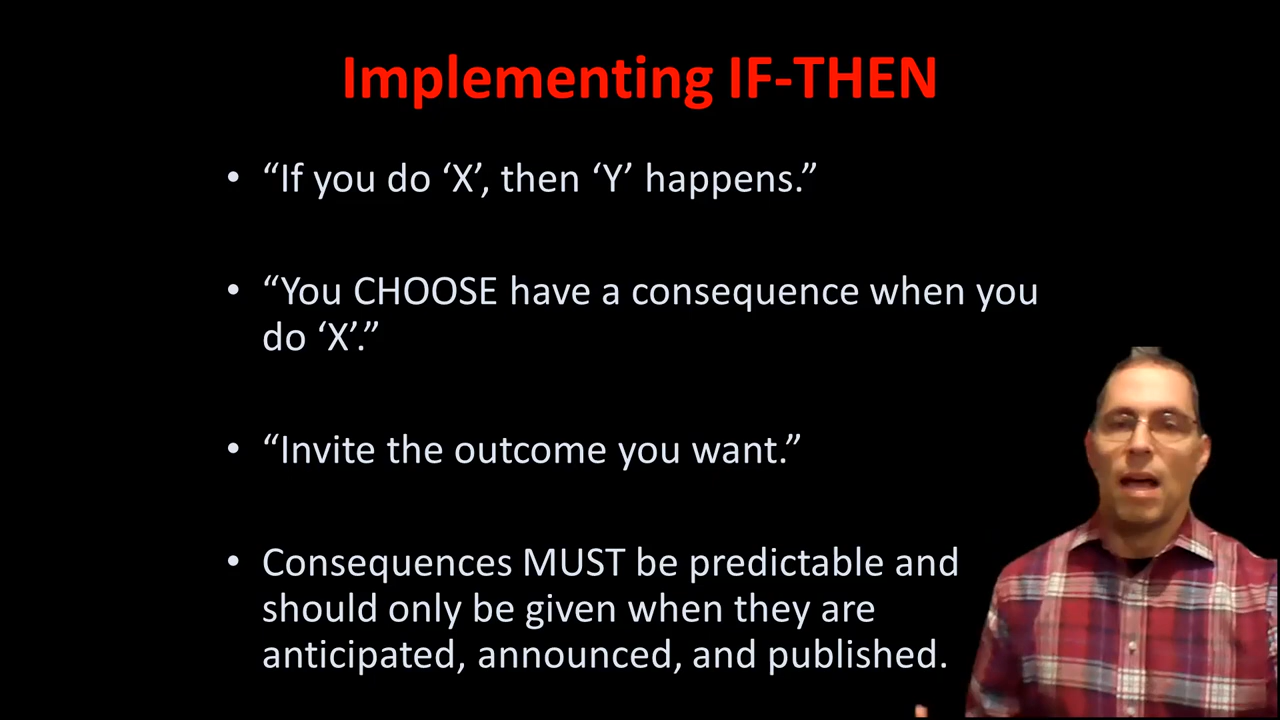 Implementing IF-THEN
• “If you do ‘X’, then ‘Y’ happens.”
• “You CHOOSE have a consequence when you
do ‘X’.”
• “Invite the outcome you want.”
• Consequences MUST be predictable and
should only be given when they are
anticipated, announced, and published.